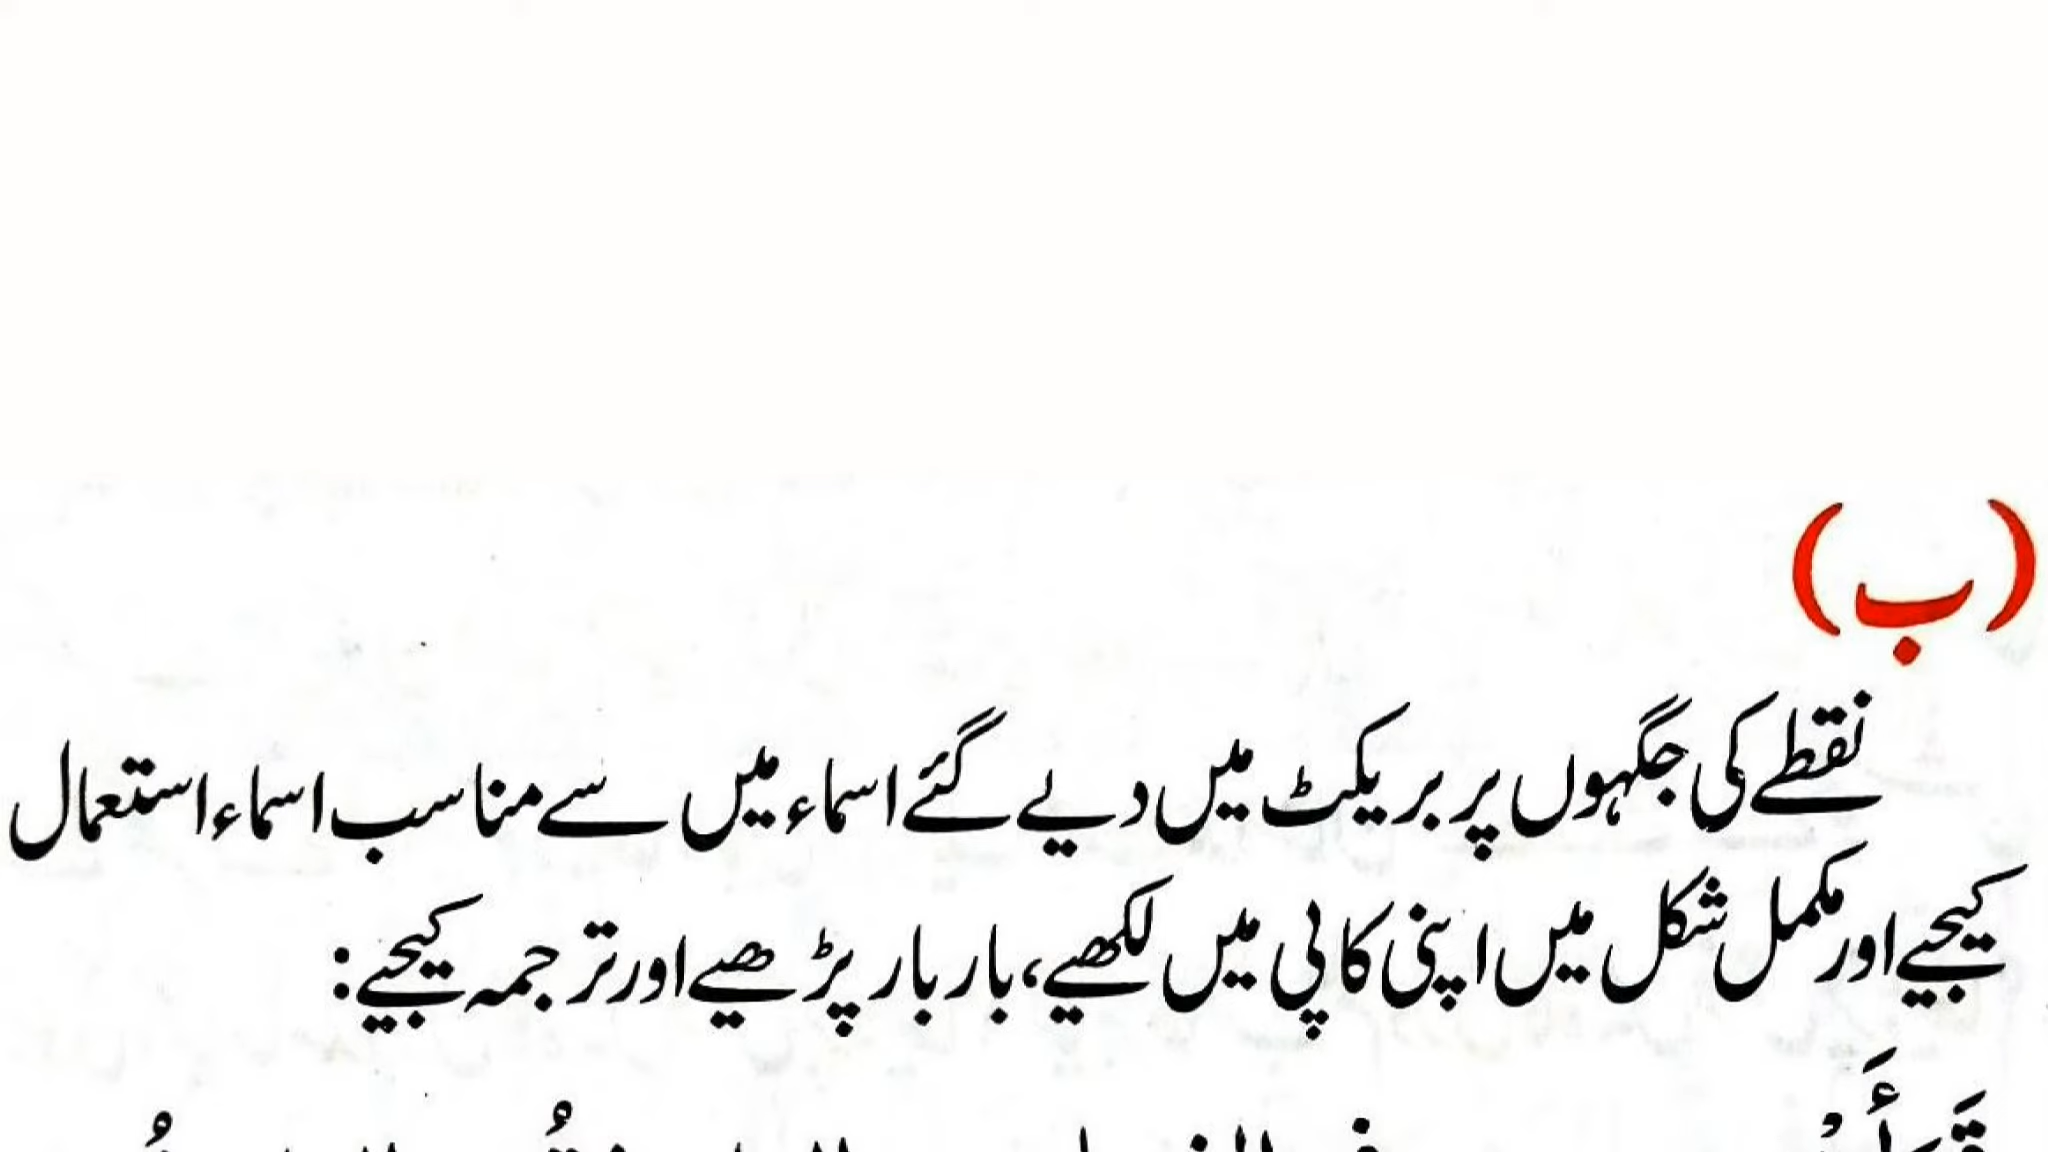 (ب)
نقطے کی جگہوں پر بریکٹ میں دیے گئے اسماء میں سے مناسب اسماء استعمال
کیجیے اور مکمل شکل میں اپنی کاپی میں لکھیے، بار بار پڑھیے اور ترجمہ کیجیے: